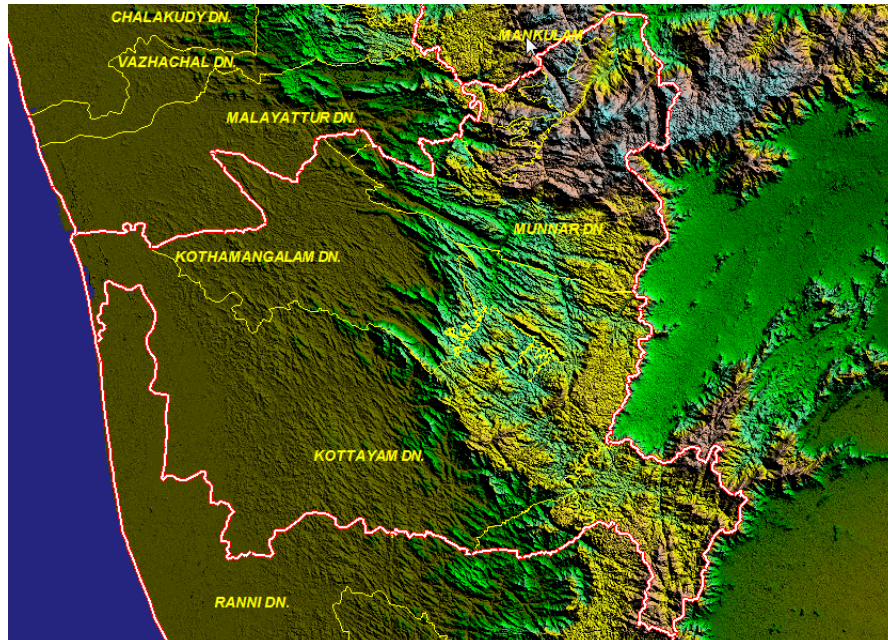 CHALAKUDY DN.
MANKULAM
VAZHACHAL DN.
MALAYATTUR DN.
MUNNAR DN
KOTHAMANGALAM DN.
KOTTAYAM DN.
RANNI DN.